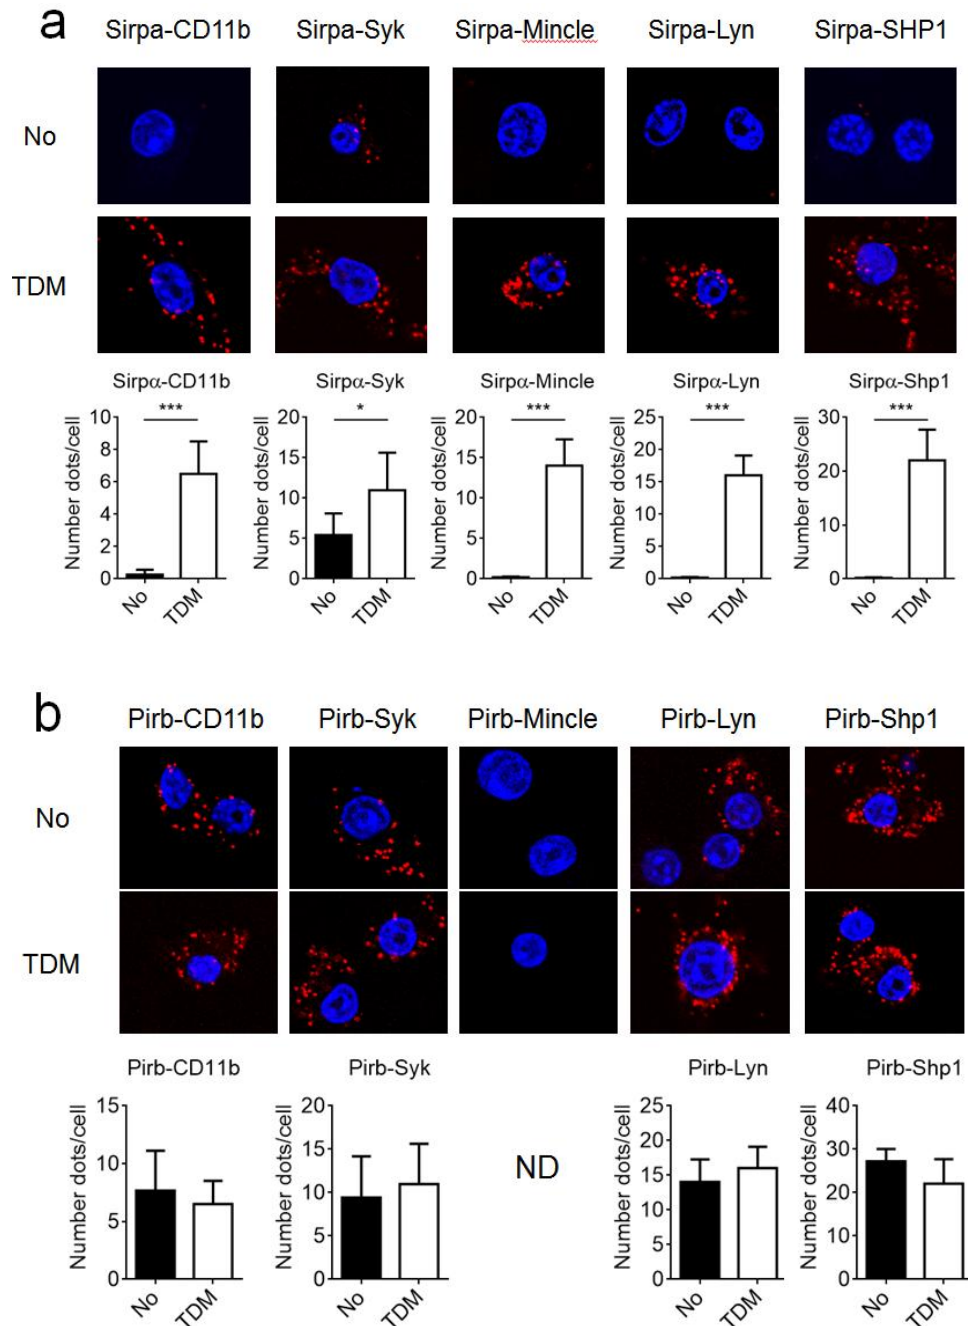 a
Sirpa-CD11b Sirpa-Syk Sirpa-Mincle Sirpa-Lyn Sirpa-SHP1
No
TDM
Sirpα-CD11b Sirpα-Syk Sirpα-Mincle Sirpα-Lyn Sirpα-Shp1
Number dots/cell
10
8
6
4
2
0
***
No TDM
Number dots/cell
20
15
10
5
0
*
No TDM
Number dots/cell
20
15
10
5
0
***
No TDM
Number dots/cell
25
20
15
10
5
0
***
No TDM
Number dots/cell
30
20
10
0
***
No TDM
b
Pirb-CD11b Pirb-Syk Pirb-Mincle Pirb-Lyn Pirb-Shp1
No
TDM
Pirb-CD11b Pirb-Syk Pirb-Lyn Pirb-Shp1
Number dots/cell
15
10
5
0
No TDM
Number dots/cell
20
15
10
5
0
No TDM
ND
Number dots/cell
25
20
15
10
5
0
No TDM
Number dots/cell
40
30
20
10
0
No TDM